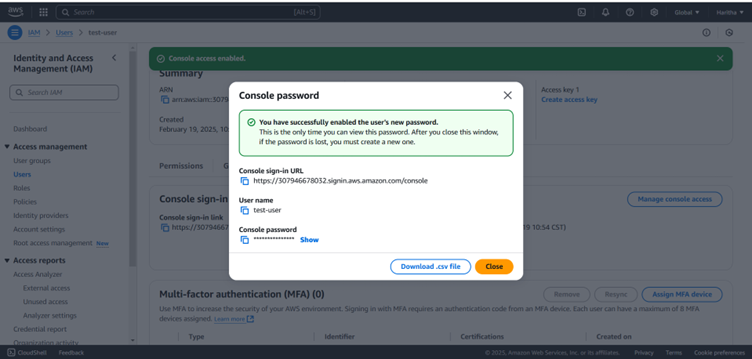 aws
Search
[Alt+S]
Global
Haritha
IAM > Users > test-user
Identity and Access
Management (IAM)
Search IAM
Dashboard
Access management
User groups
Users
Roles
Policies
Identity providers
Account settings
Root access management New
Access reports
Access Analyzer
External access
Unused access
Analyzer settings
Credential report
Organization activity
Console access enabled.
Summary
ARN
Created
February 19, 2025, 10:
Access key 1
Create access key
Permissions
Console sign-in
Manage console access
Console sign-in link
https://3079466
19 10:54 CST)
Console password
You have successfully enabled the user's new password.
This is the only time you can view this password. After you close this window,
if the password is lost, you must create a new one.
Console sign-in URL
https://307946678032.signin.aws.amazon.com/console
User name
test-user
Console password
*************** Show
Download .csv file
Close
Multi-factor authentication (MFA) (0)
Remove
Resync
Assign MFA device
Use MFA to increase the security of your AWS environment. Signing in with MFA requires an authentication code from an MFA device. Each user can have a maximum of 8 MFA
devices assigned. Learn more
Type
Identifier
Certifications
Created on
CloudShell
Feedback
© 2025, Amazon Web Services, Inc. or its affiliates.
Privacy
Terms
Cookie preferences